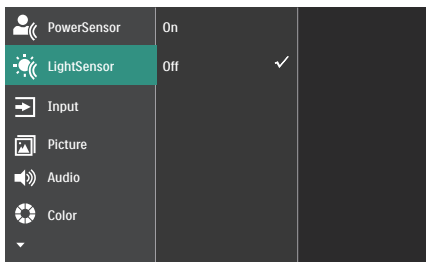 PowerSensor
On
LightSensor
Off
Input
Picture
Audio
Color